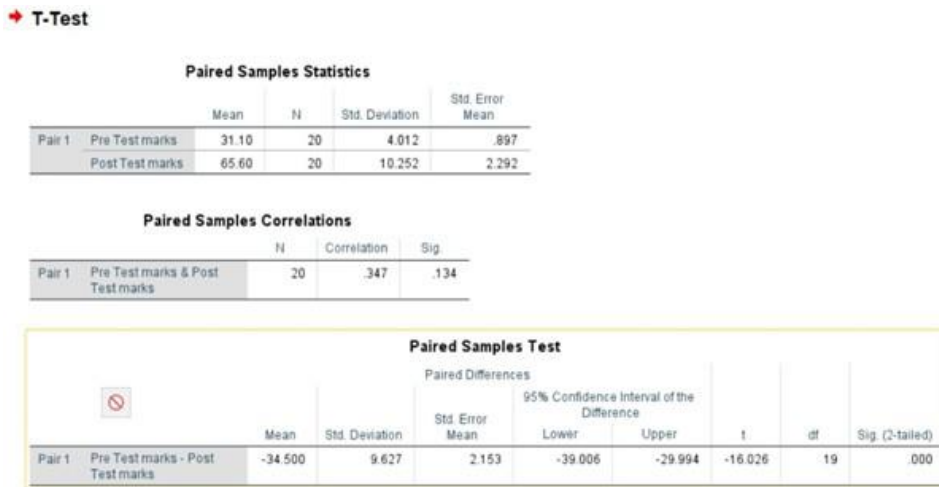 T-Test
Paired Samples Statistics
Mean N Std. Deviation Std. Error Mean
Pair 1 Pre Test marks 31.10 20 4.012 .897
Post Test marks 65.60 20 10.252 2.292
Paired Samples Correlations
N Correlation Sig.
Pair 1 Pre Test marks & Post Test marks 20 .347 .134
Paired Samples Test
Paired Differences
95% Confidence Interval of the Difference
Mean Std. Deviation Std. Error Mean Lower Upper t df Sig. (2-tailed)
Pair 1 Pre Test marks - Post Test marks -34.500 9.627 2.153 -39.006 -29.994 -16.026 19 .000